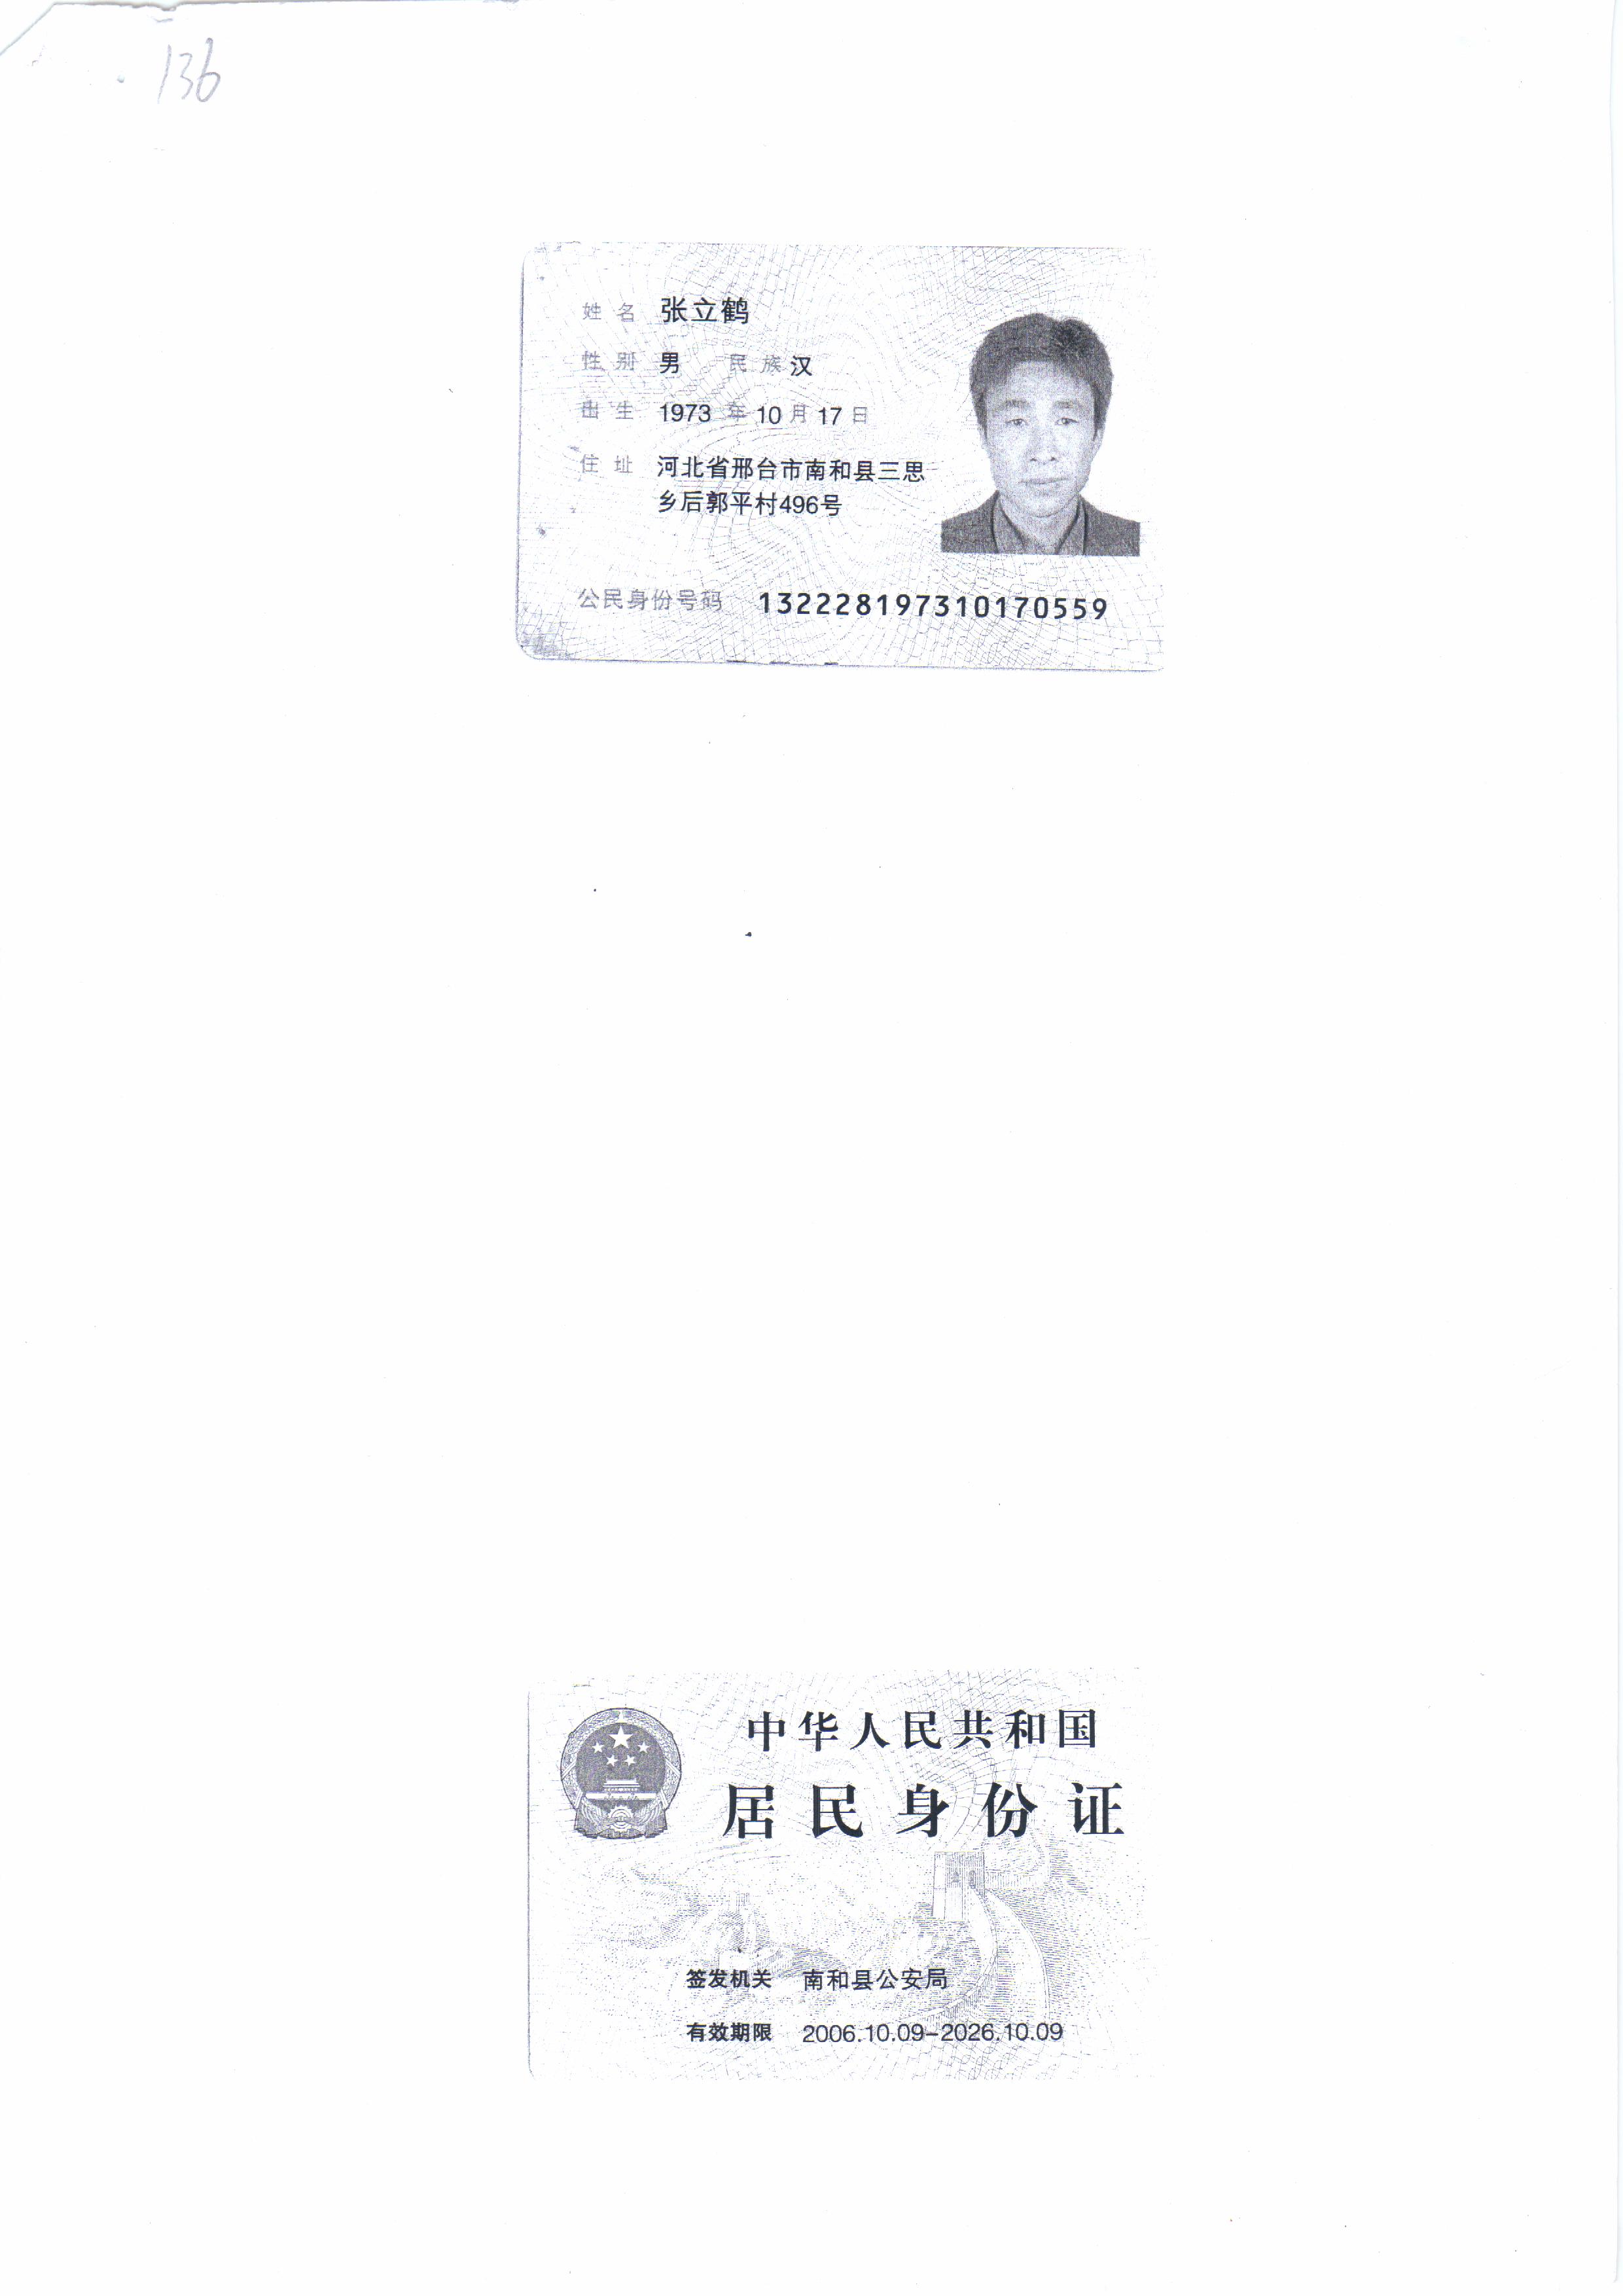 136
姓名 张立鹤
性别 男 民族 汉
出生 1973 年 10 月 17 日
住址 河北省邢台市南和县三思
乡后郭平村496号
公民身份号码 132228197310170559
中华人民共和国
居民身份证
签发机关 南和县公安局
有效期限 2006.10.09-2026.10.09